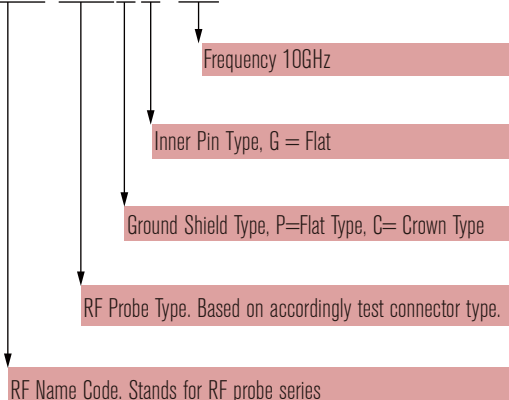 Frequency 10GHz
Inner Pin Type, G = Flat
Ground Shield Type, P=Flat Type, C= Crown Type
RF Probe Type. Based on accordingly test connector type.
RF Name Code. Stands for RF probe series